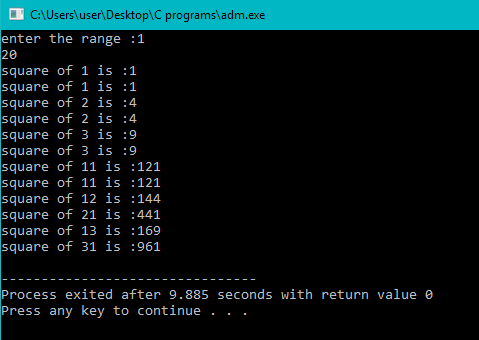 C:\Users\user\Desktop\C programs\adm.exe
enter the range :1
20
square of 1 is :1
square of 1 is :1
square of 2 is :4
square of 2 is :4
square of 3 is :9
square of 3 is :9
square of 11 is :121
square of 11 is :121
square of 12 is :144
square of 21 is :441
square of 13 is :169
square of 31 is :961
--------------------------------
Process exited after 9.885 seconds with return value 0
Press any key to continue . . .